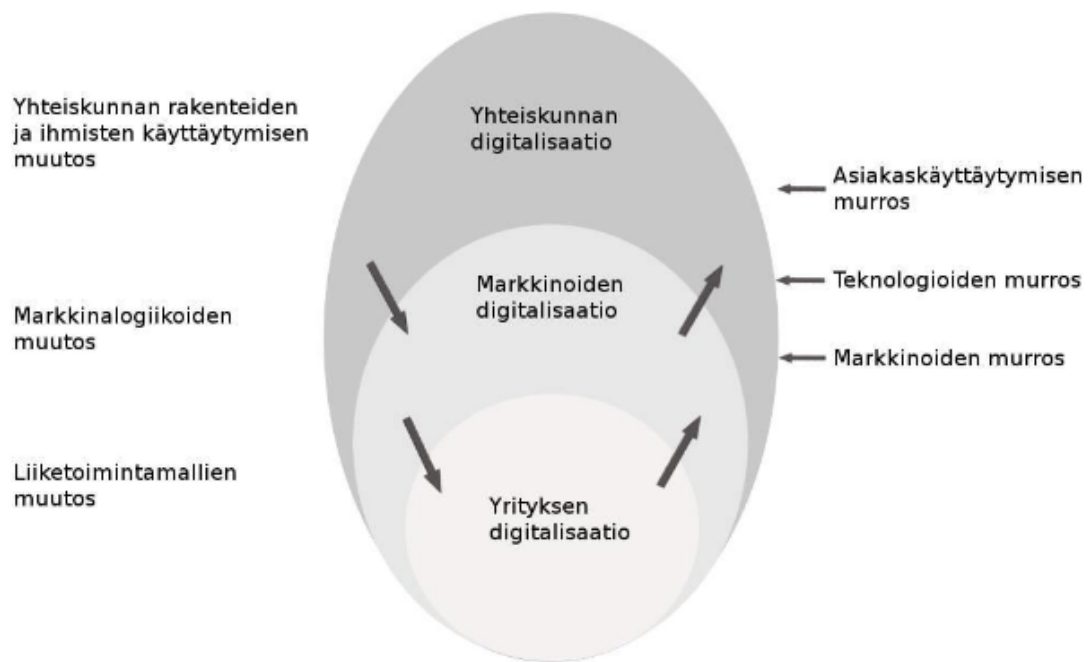 Yhteiskunnan rakenteiden
ja ihmisten käyttäytymisen
muutos
Markkinalogiikoiden
muutos
Liiketoimintamallien
muutos
Yhteiskunnan
digitalisaatio
Markkinoiden
digitalisaatio
Yrityksen
digitalisaatio
Asiakaskäyttäytymisen
murros
Teknologioiden murros
Markkinoiden murros